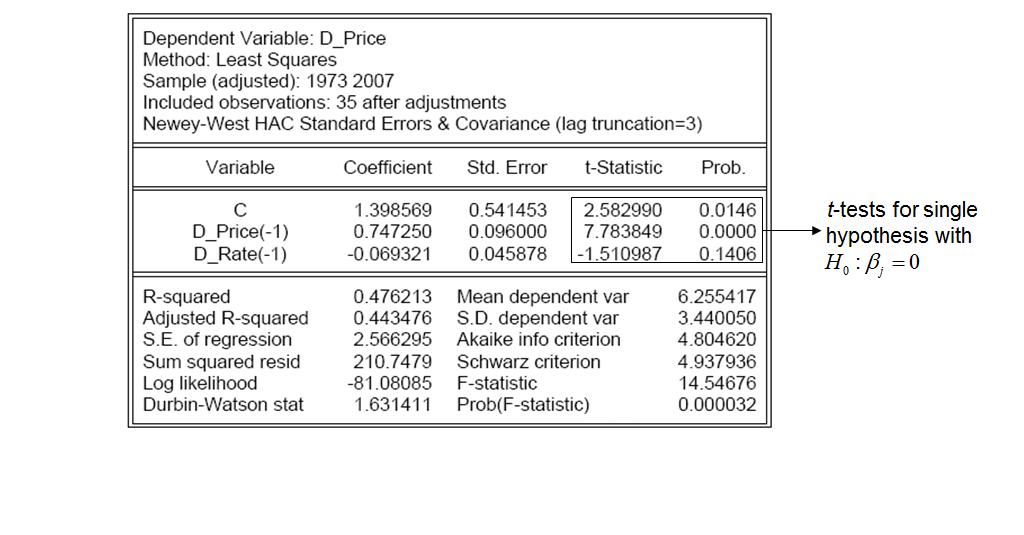 Dependent Variable: D_Price
Method: Least Squares
Sample (adjusted): 1973 2007
Included observations: 35 after adjustments
Newey-West HAC Standard Errors & Covariance (lag truncation=3)
Variable Coefficient Std. Error t-Statistic Prob.
C 1.398569 0.541453 2.582990 0.0146
D_Price(-1) 0.747250 0.096000 7.783849 0.0000
D_Rate(-1) -0.069321 0.045878 -1.510987 0.1406
R-squared 0.476213 Mean dependent var 6.255417
Adjusted R-squared 0.443476 S.D. dependent var 3.440050
S.E. of regression 2.566295 Akaike info criterion 4.804620
Sum squared resid 210.7479 Schwarz criterion 4.937936
Log likelihood -81.08085 F-statistic 14.54676
Durbin-Watson stat 1.631411 Prob(F-statistic) 0.000032
t-tests for single
hypothesis with
H₀ : βⱼ = 0